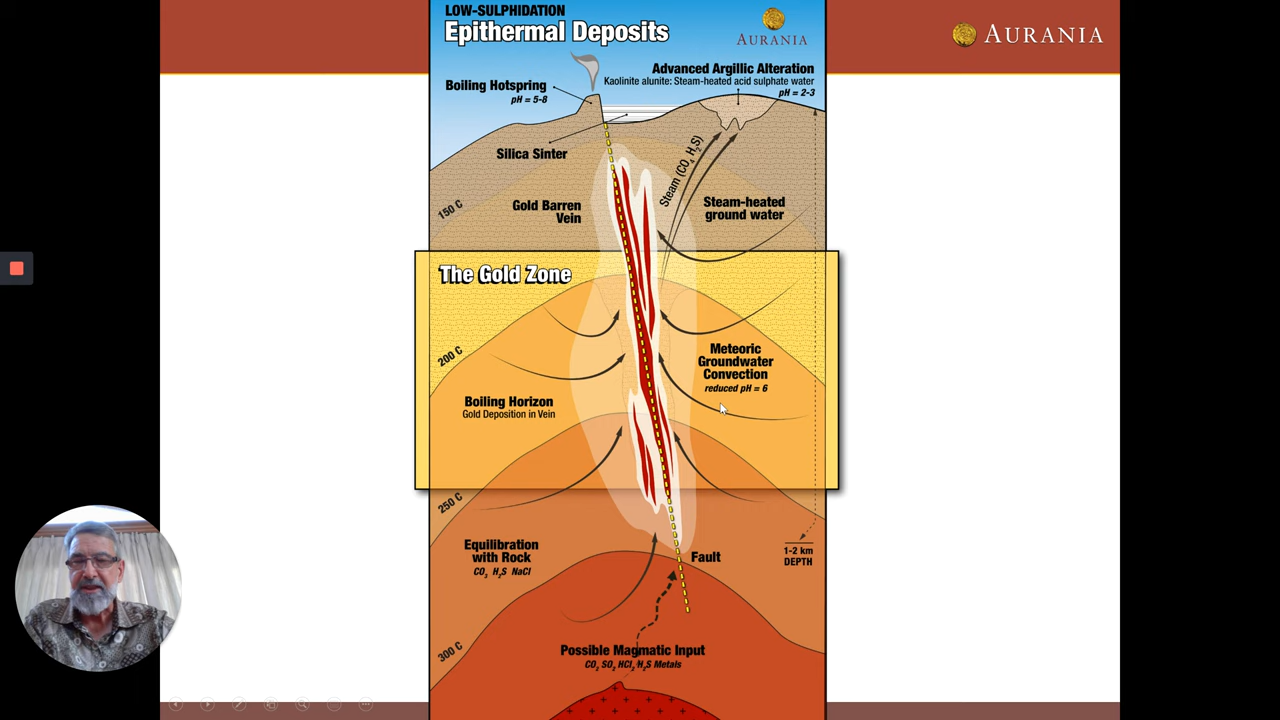 LOW-SULPHIDATION
Epithermal Deposits
AURANIA
AURANIA
Advanced Argillic Alteration
Kaolinite alunite: Steam-heated acid sulphate water
pH = 2-3
Boiling Hotspring
pH = 5-8
Silica Sinter
Steam (CO4 H2S)
150 C
Gold Barren
Vein
Steam-heated
ground water
The Gold Zone
200 C
Meteoric
Groundwater
Convection
reduced pH = 6
Boiling Horizon
Gold Deposition in Vein
250 C
Equilibration
with Rock
CO2 H2S NaCl
Fault
1-2 km
DEPTH
300 C
Possible Magmatic Input
CO2 SO2 HCl2 H2S Metals